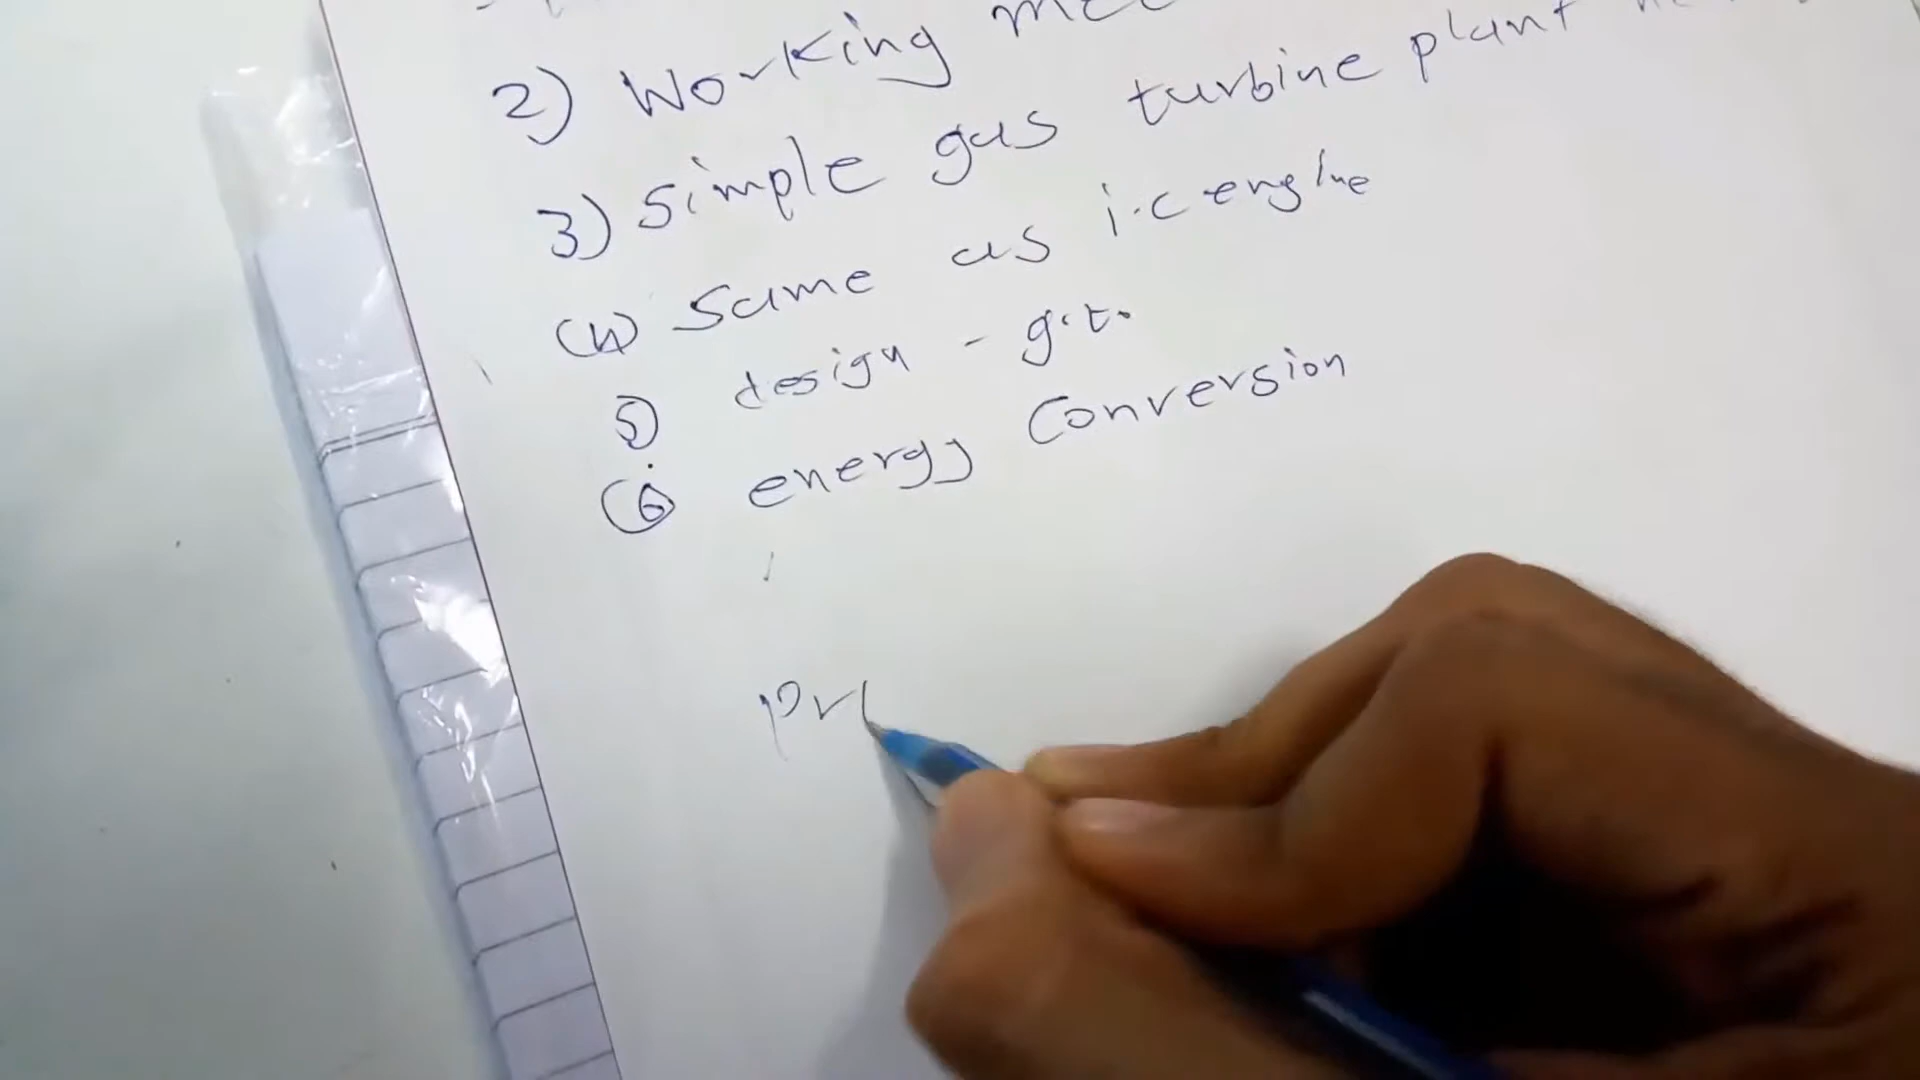 2) Working
3) simple gas turbine plant
(4) Same as i.c engine
5) design - g.t.
(6) energy conversion
Pr